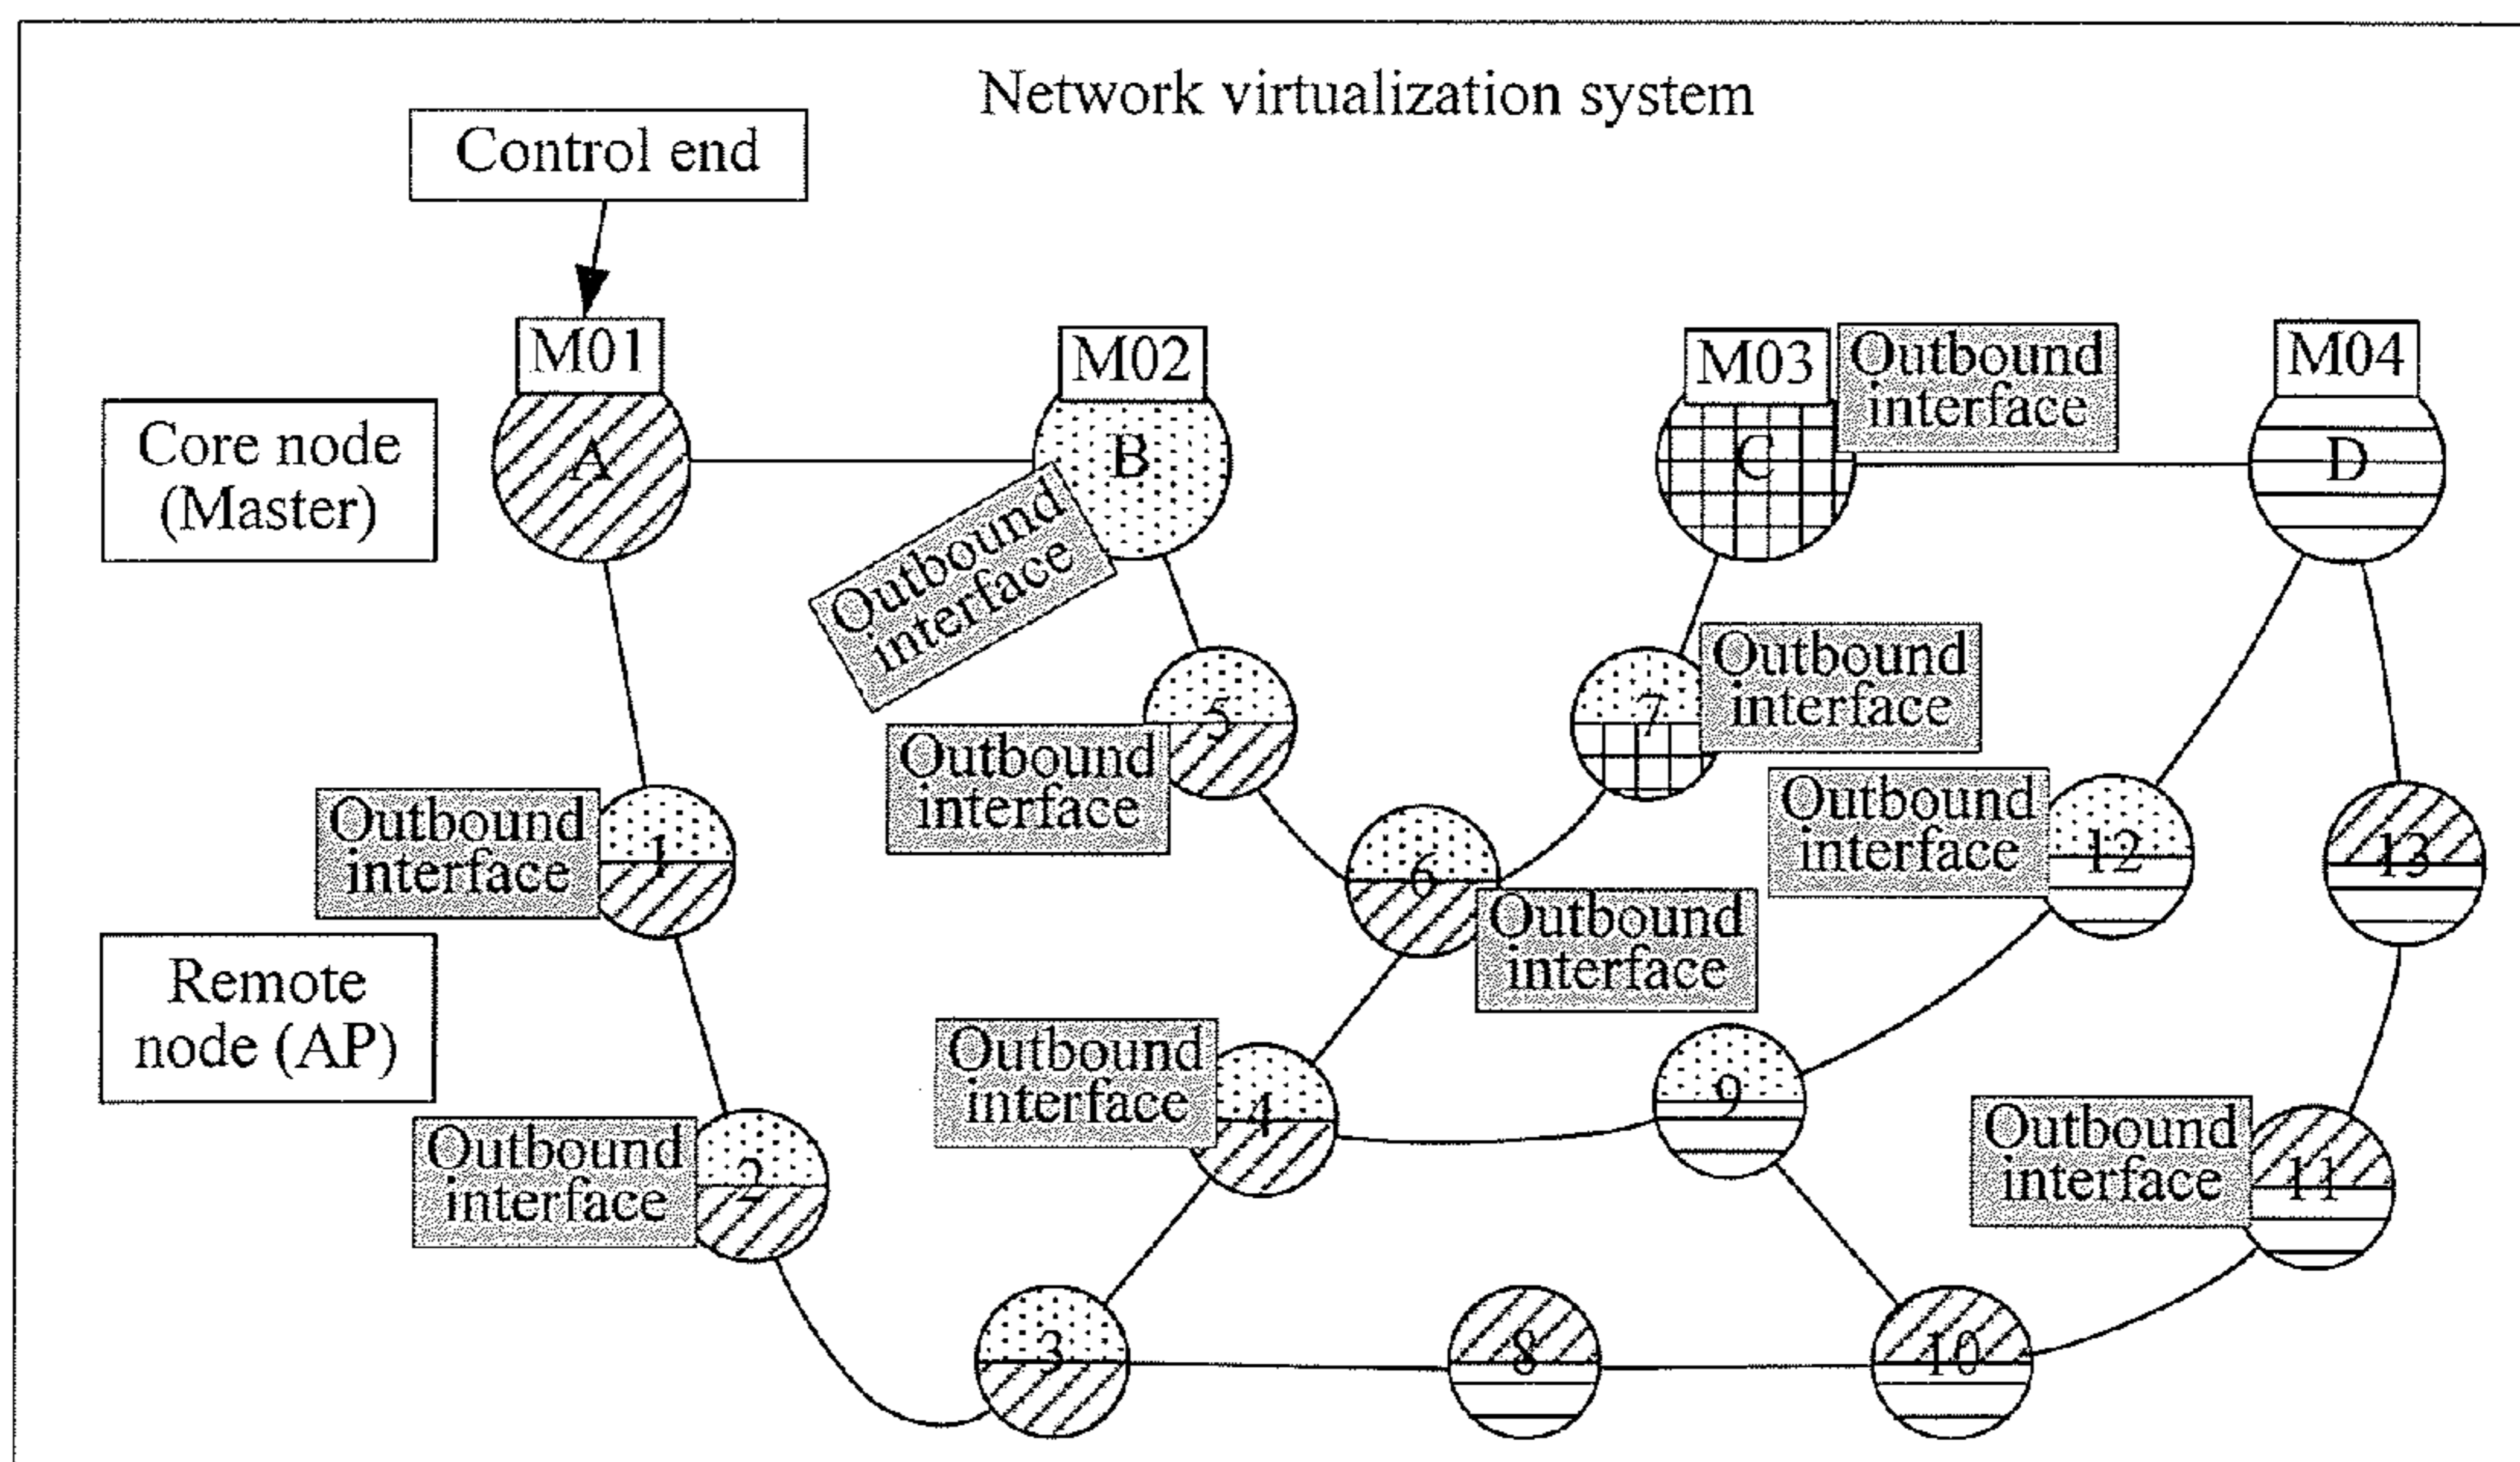 Network virtualization system
Control end
M01
M02
M03
Outbound
interface
M04
Core node
(Master)
A
B
C
D
Outbound
interface
5
Outbound
interface
7
Outbound
interface
Outbound
interface
1
6
Outbound
interface
Outbound
interface
12
13
Remote
node (AP)
Outbound
interface
4
9
Outbound
interface
2
Outbound
interface
11
3
8
10